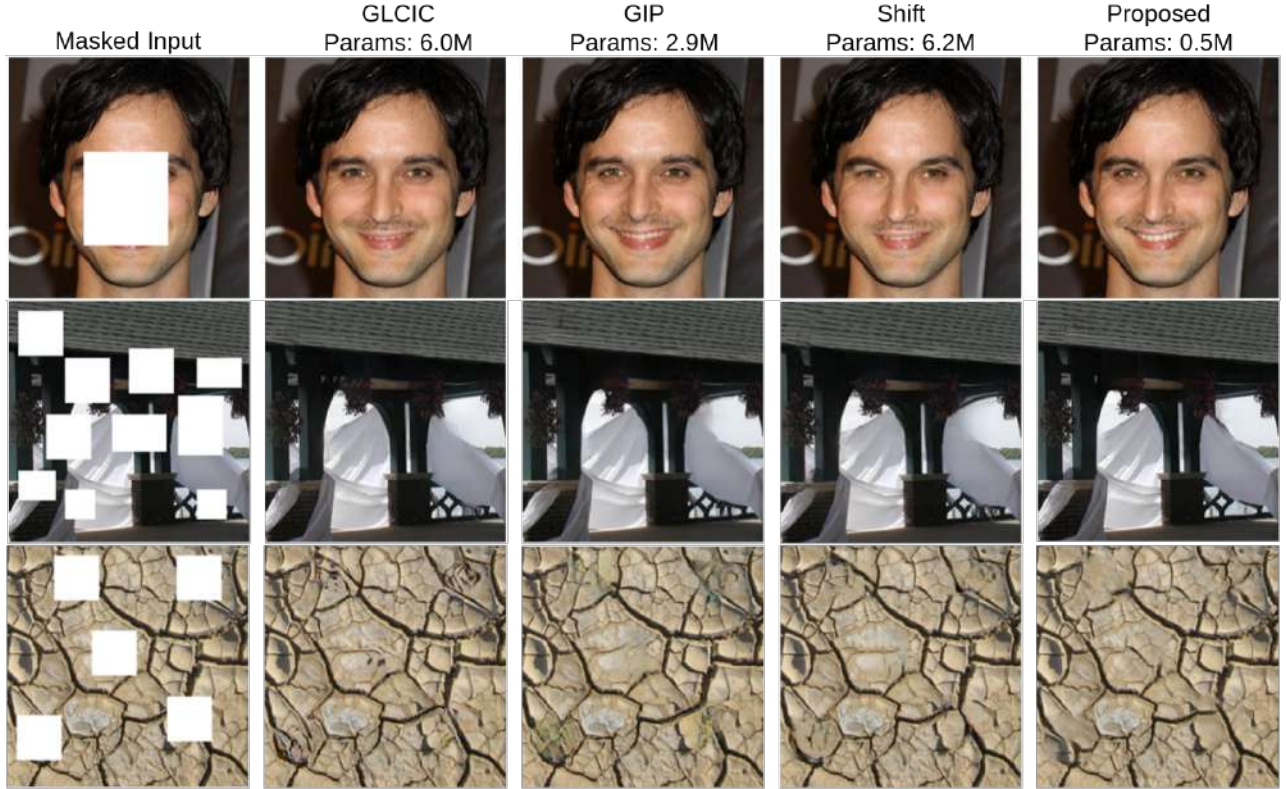 Masked Input
GLCIC
Params: 6.0M
GIP
Params: 2.9M
Shift
Params: 6.2M
Proposed
Params: 0.5M